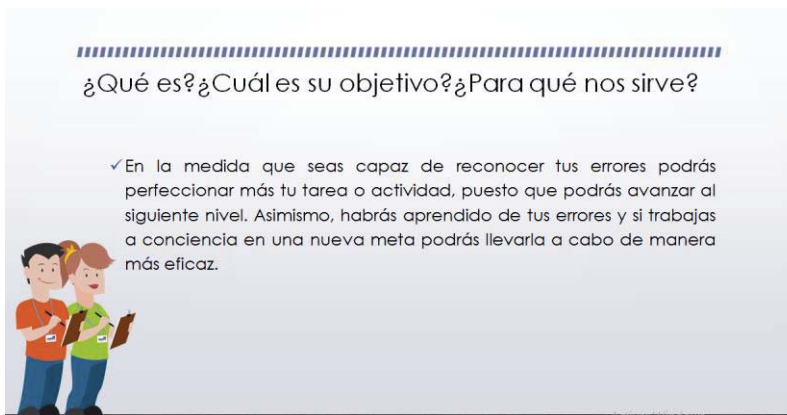 ¿Qué es?¿Cuál es su objetivo?¿Para qué nos sirve?
✓ En la medida que seas capaz de reconocer tus errores podrás
perfeccionar más tu tarea o actividad, puesto que podrás avanzar al
siguiente nivel. Asimismo, habrás aprendido de tus errores y si trabajas
a conciencia en una nueva meta podrás llevarla a cabo de manera
más eficaz.